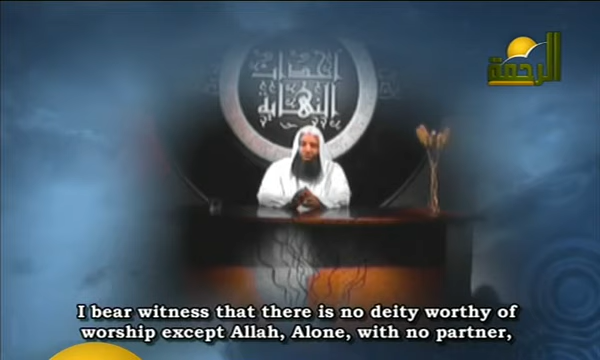 الرحمة
أحداث
النهاية
I bear witness that there is no deity worthy of
worship except Allah, Alone, with no partner,